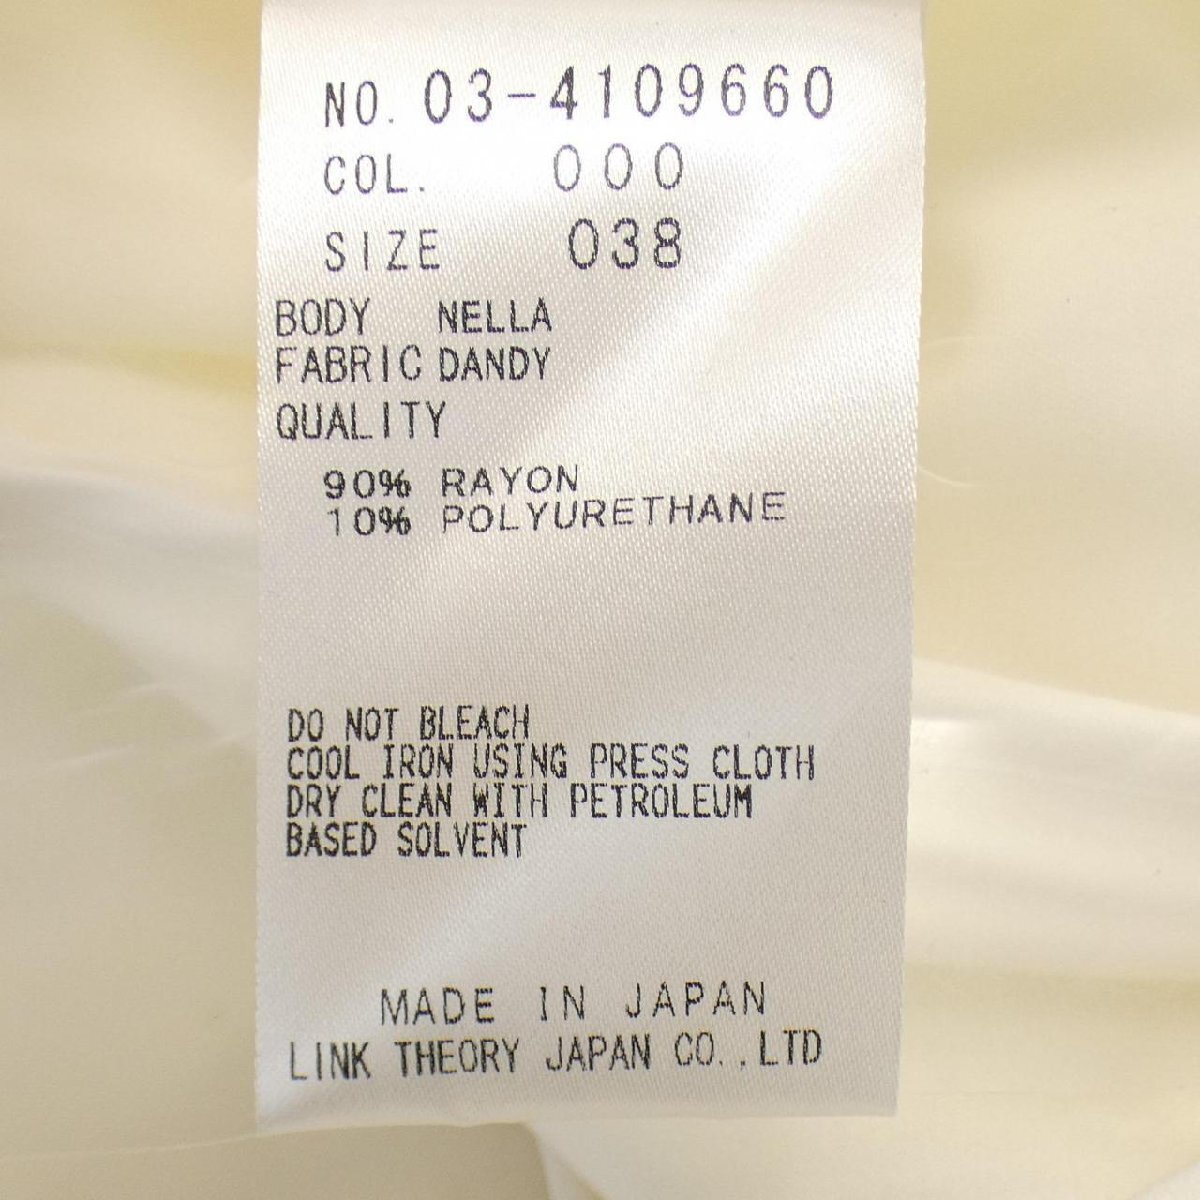 NO. 03-4109660
COL. 000
SIZE 038
BODY NELLA
FABRIC DANDY
QUALITY
90% RAYON
10% POLYURETHANE
DO NOT BLEACH
COOL IRON USING PRESS CLOTH
DRY CLEAN WITH PETROLEUM
BASED SOLVENT
MADE IN JAPAN
LINK THEORY JAPAN CO.,LTD